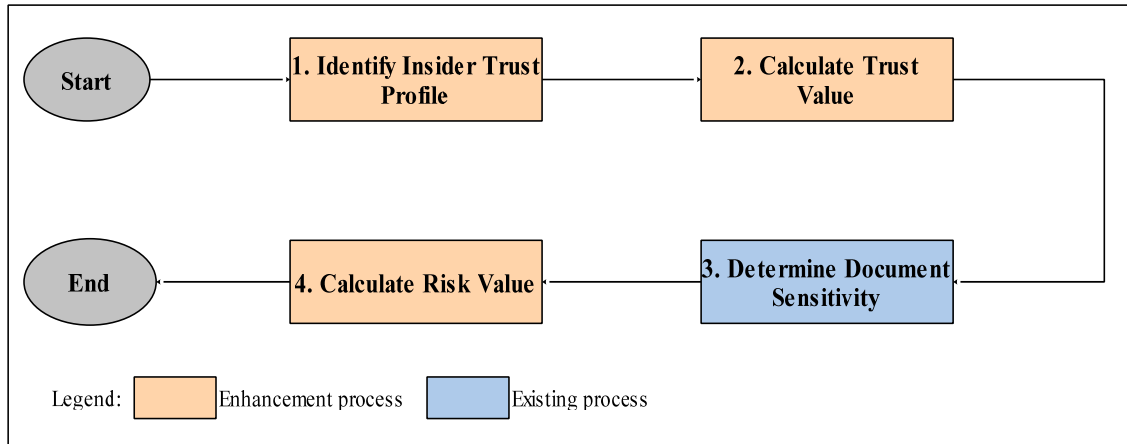 Start
1. Identify Insider Trust
Profile
2. Calculate Trust
Value
End
4. Calculate Risk Value
3. Determine Document
Sensitivity
Legend:
Enhancement process
Existing process